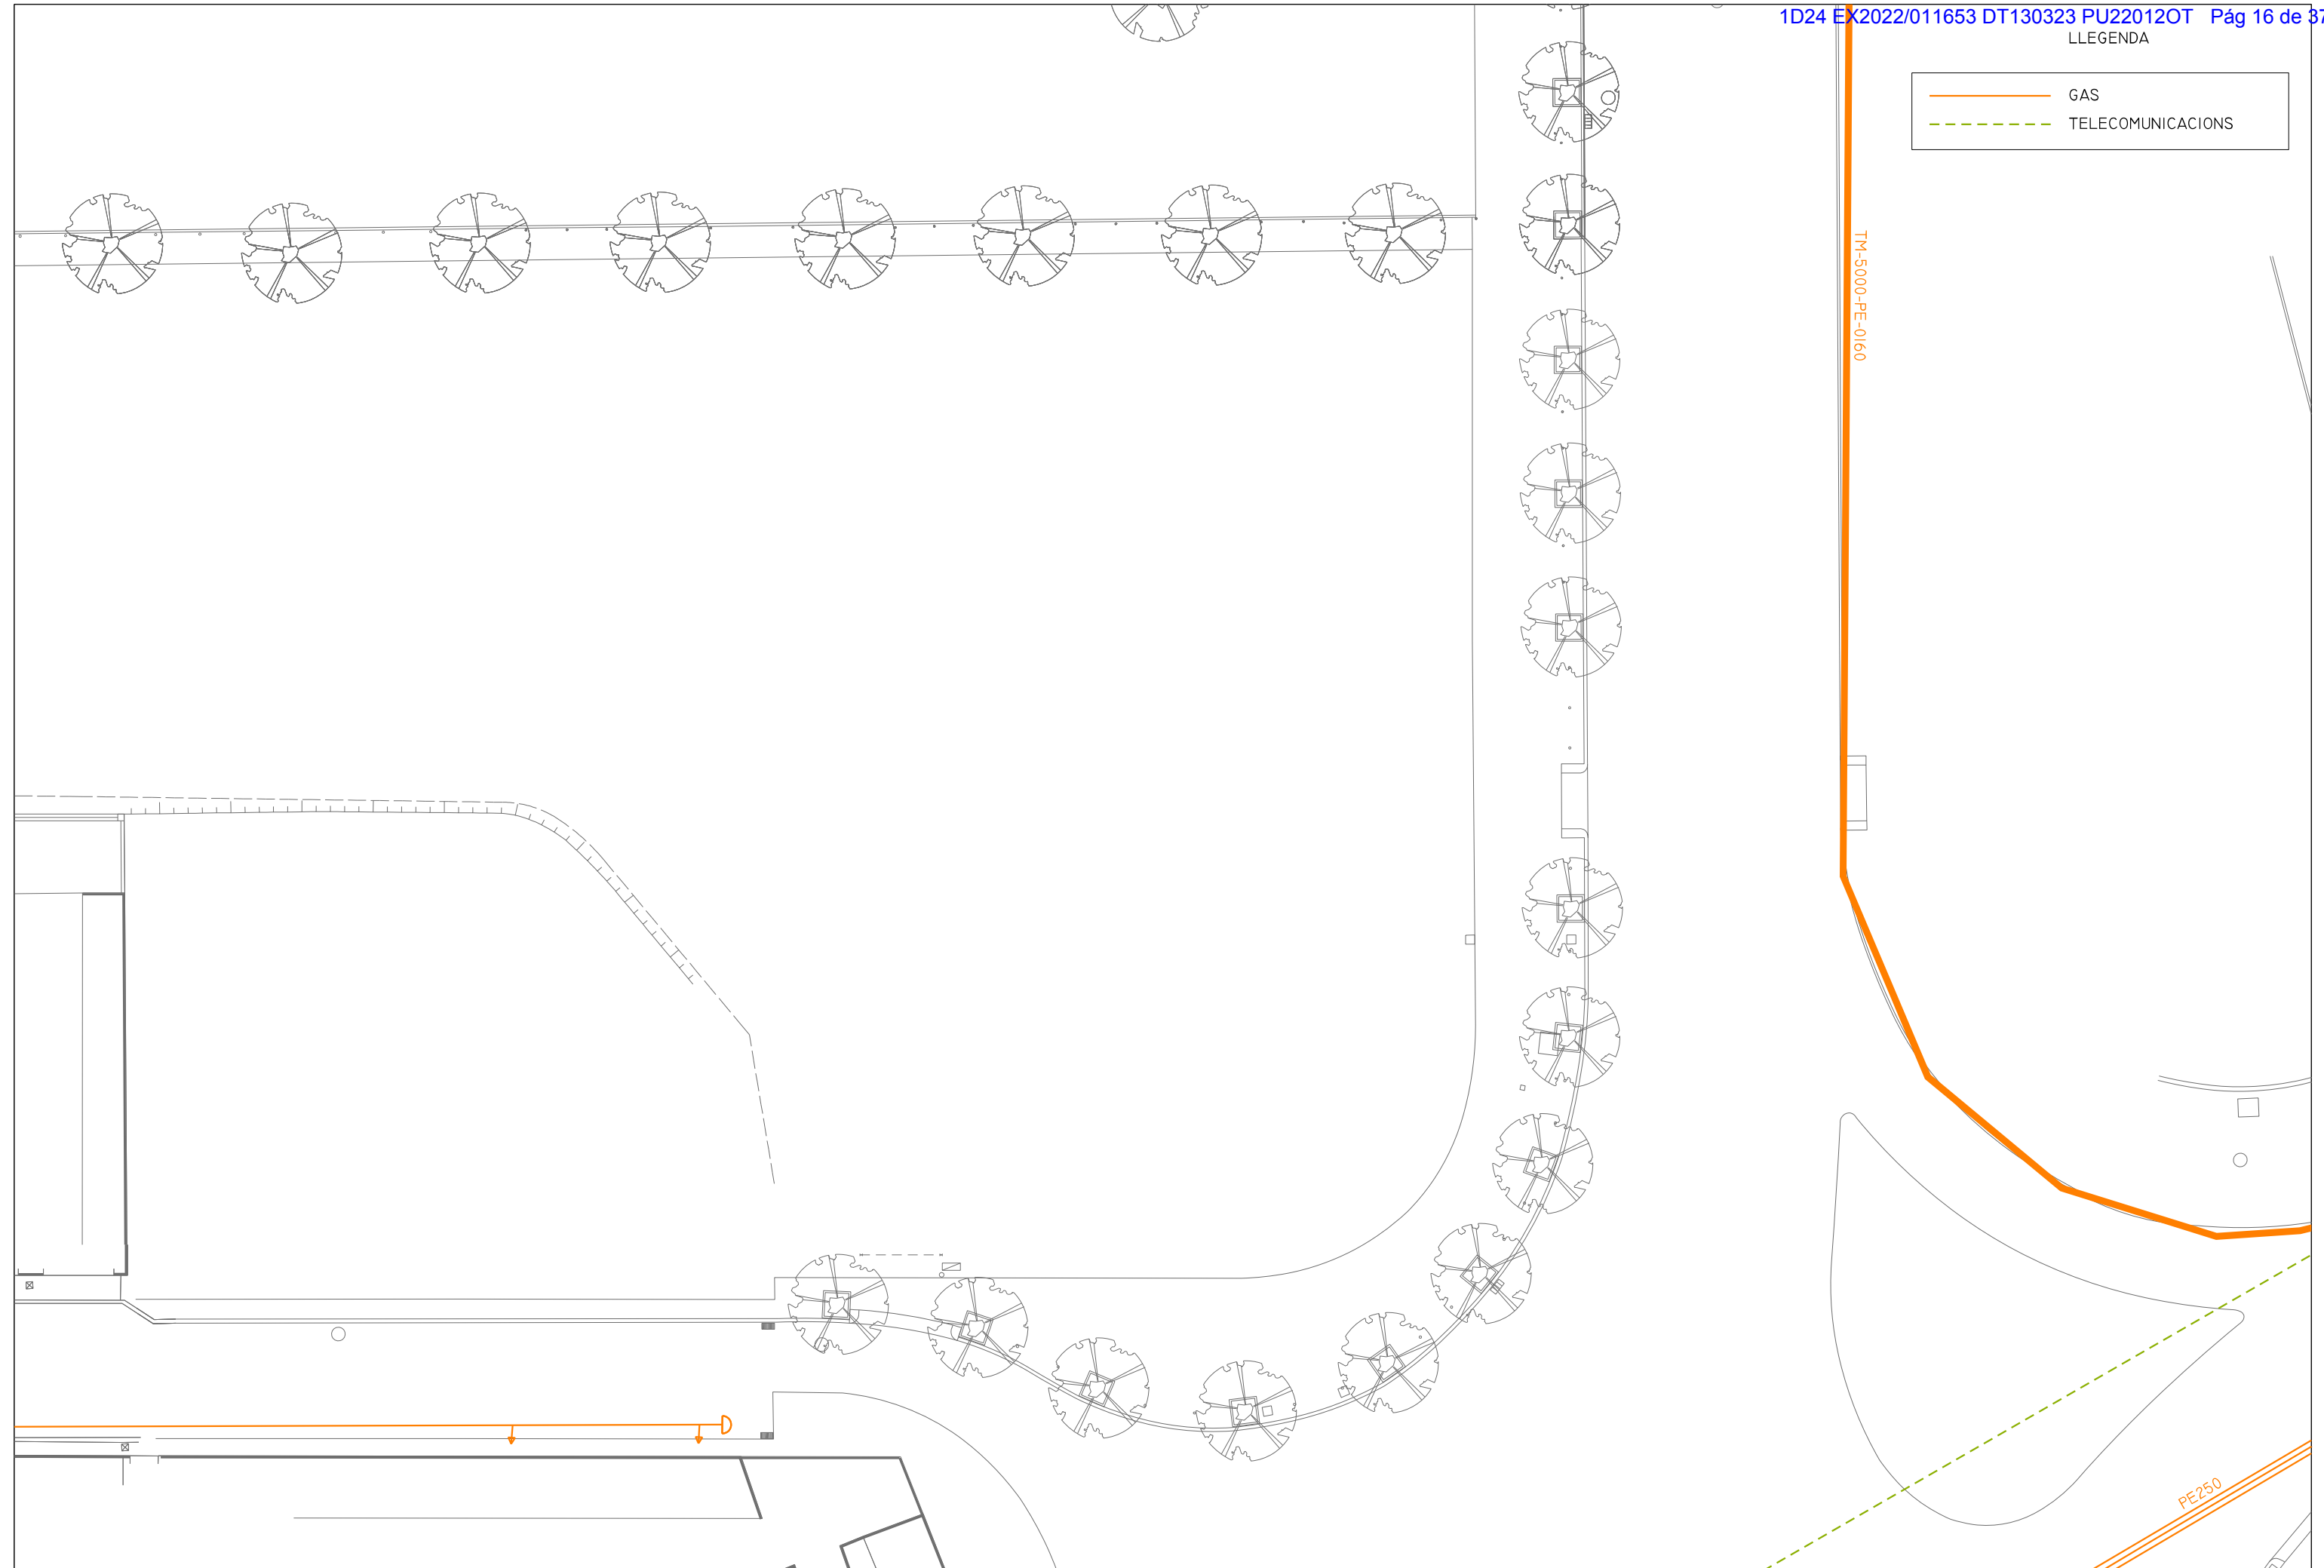 1D24 EX2022/011653 DT130323 PU22012OT Pág 16 de 37
LLEGENDA
GAS
TELECOMUNICACIONS
TM-5000-PE-0160
PE250